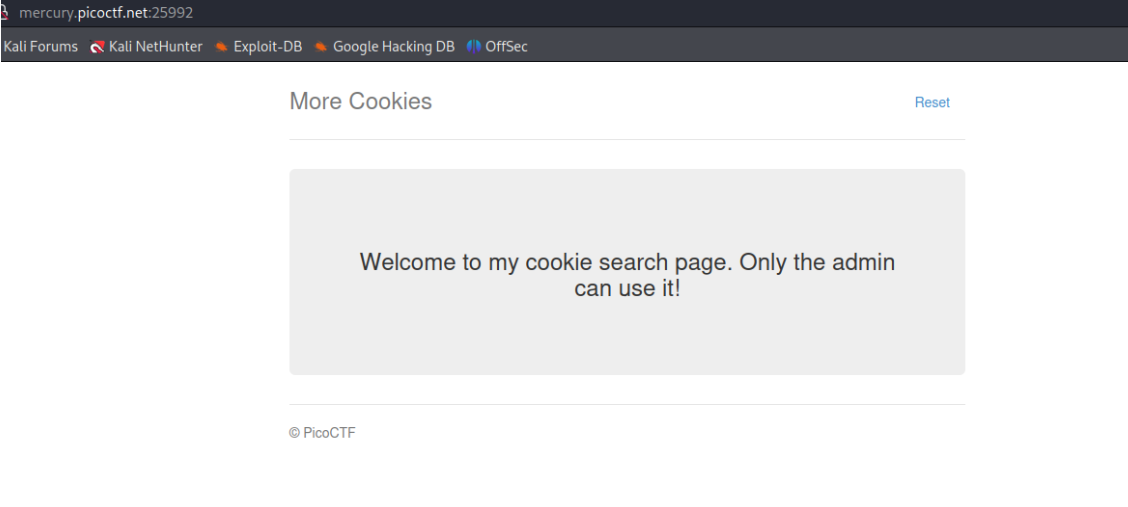 mercury.picoctf.net:25992
Kali Forums Kali NetHunter Exploit-DB Google Hacking DB OffSec
More Cookies Reset
Welcome to my cookie search page. Only the admin
can use it!
© PicoCTF